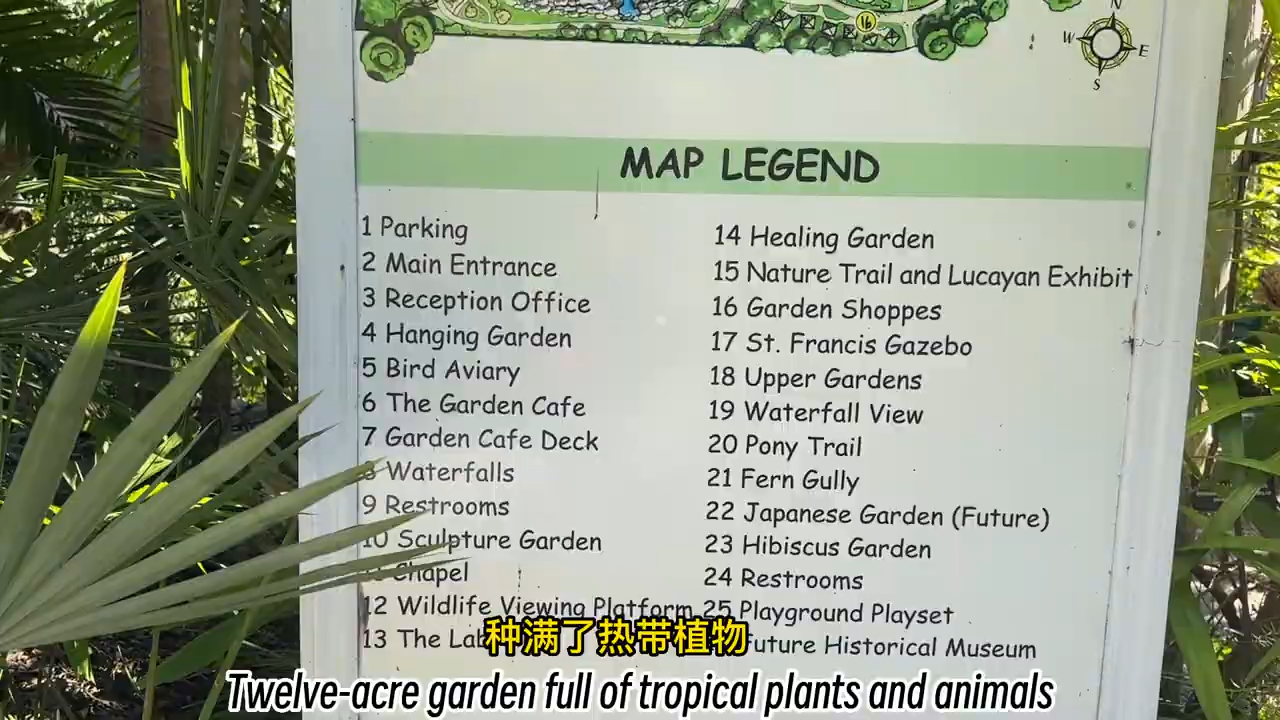 16
N
W
E
S
MAP LEGEND
1 Parking
2 Main Entrance
3 Reception Office
4 Hanging Garden
5 Bird Aviary
6 The Garden Cafe
7 Garden Cafe Deck
8 Waterfalls
9 Restrooms
10 Sculpture Garden
11 Chapel
12 Wildlife Viewing Platform
13 The
14 Healing Garden
15 Nature Trail and Lucayan Exhibit
16 Garden Shoppes
17 St. Francis Gazebo
18 Upper Gardens
19 Waterfall View
20 Pony Trail
21 Fern Gully
22 Japanese Garden (Future)
23 Hibiscus Garden
24 Restrooms
25 Playground Playset
Future Historical Museum
种满了热带植物
Twelve-acre garden full of tropical plants and animals